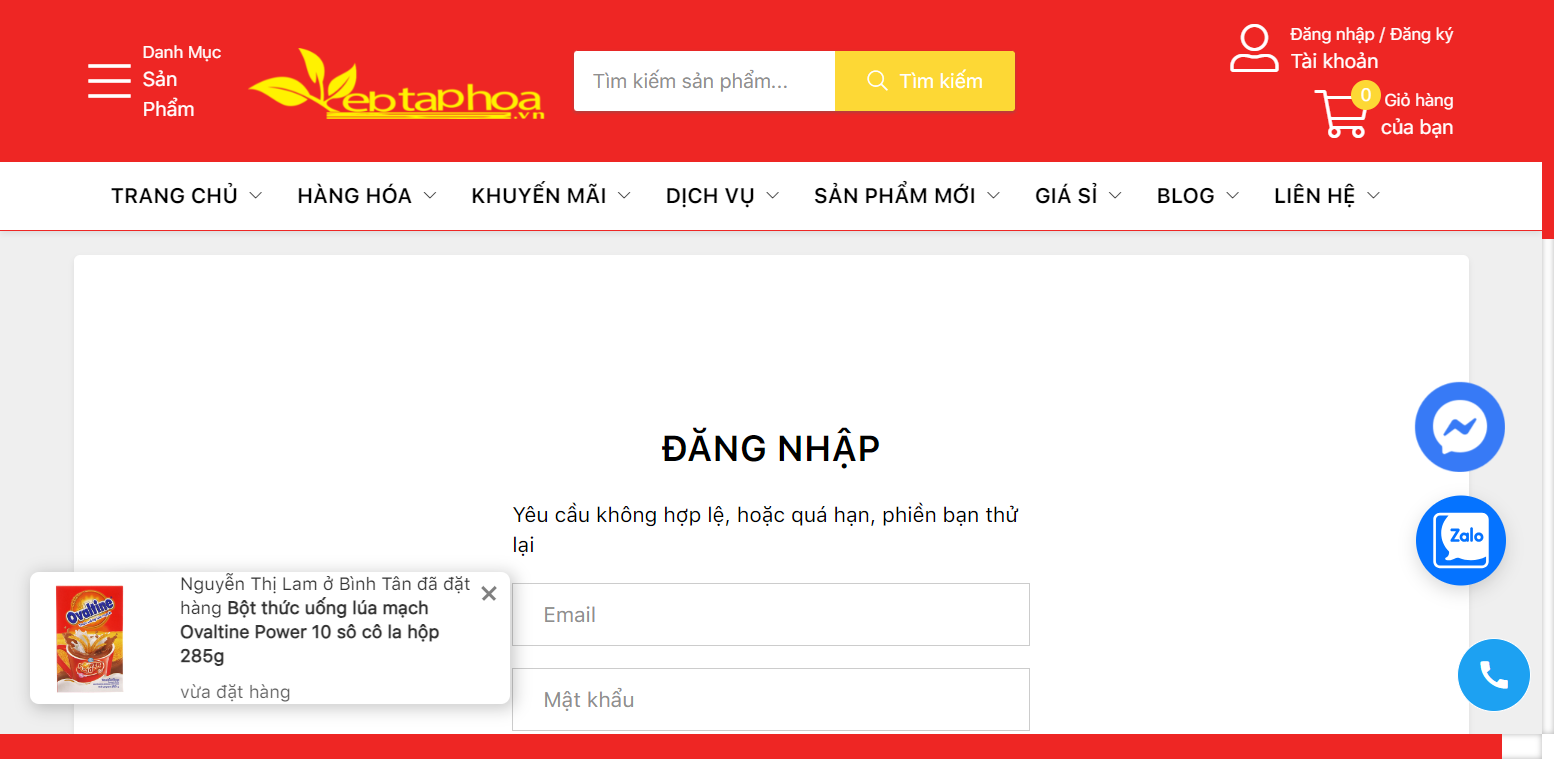 Danh Mục
Sản
Phẩm
ebtaphoa
.vn
Tìm kiếm sản phẩm...
Tìm kiếm
Đăng nhập / Đăng ký
Tài khoản
0
Giỏ hàng
của bạn
TRANG CHỦ HÀNG HÓA KHUYẾN MÃI DỊCH VỤ SẢN PHẨM MỚI GIÁ SỈ BLOG LIÊN HỆ
ĐĂNG NHẬP
Yêu cầu không hợp lệ, hoặc quá hạn, phiền bạn thử
lại
Email
Mật khẩu
Zalo
Ovaltine
Nguyễn Thị Lam ở Bình Tân đã đặt
hàng Bột thức uống lúa mạch
Ovaltine Power 10 sô cô la hộp
285g
vừa đặt hàng